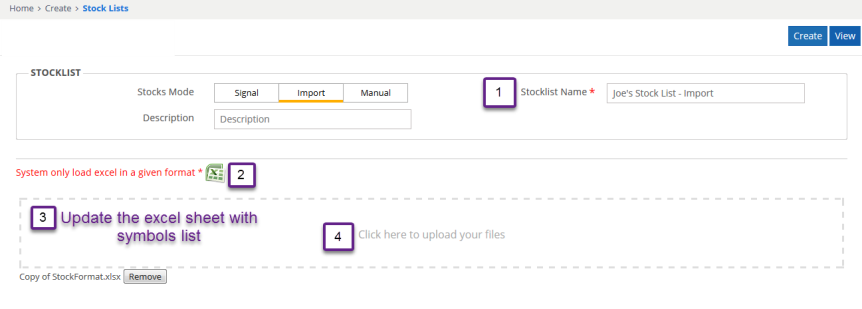 Home > Create > Stock Lists
Create View
STOCKLIST
Stocks Mode Signal Import Manual 1 Stocklist Name * Joe's Stock List - Import
Description Description
System only load excel in a given format * 2
3 Update the excel sheet with
symbols list
4 Click here to upload your files
Copy of StockFormat.xlsx Remove